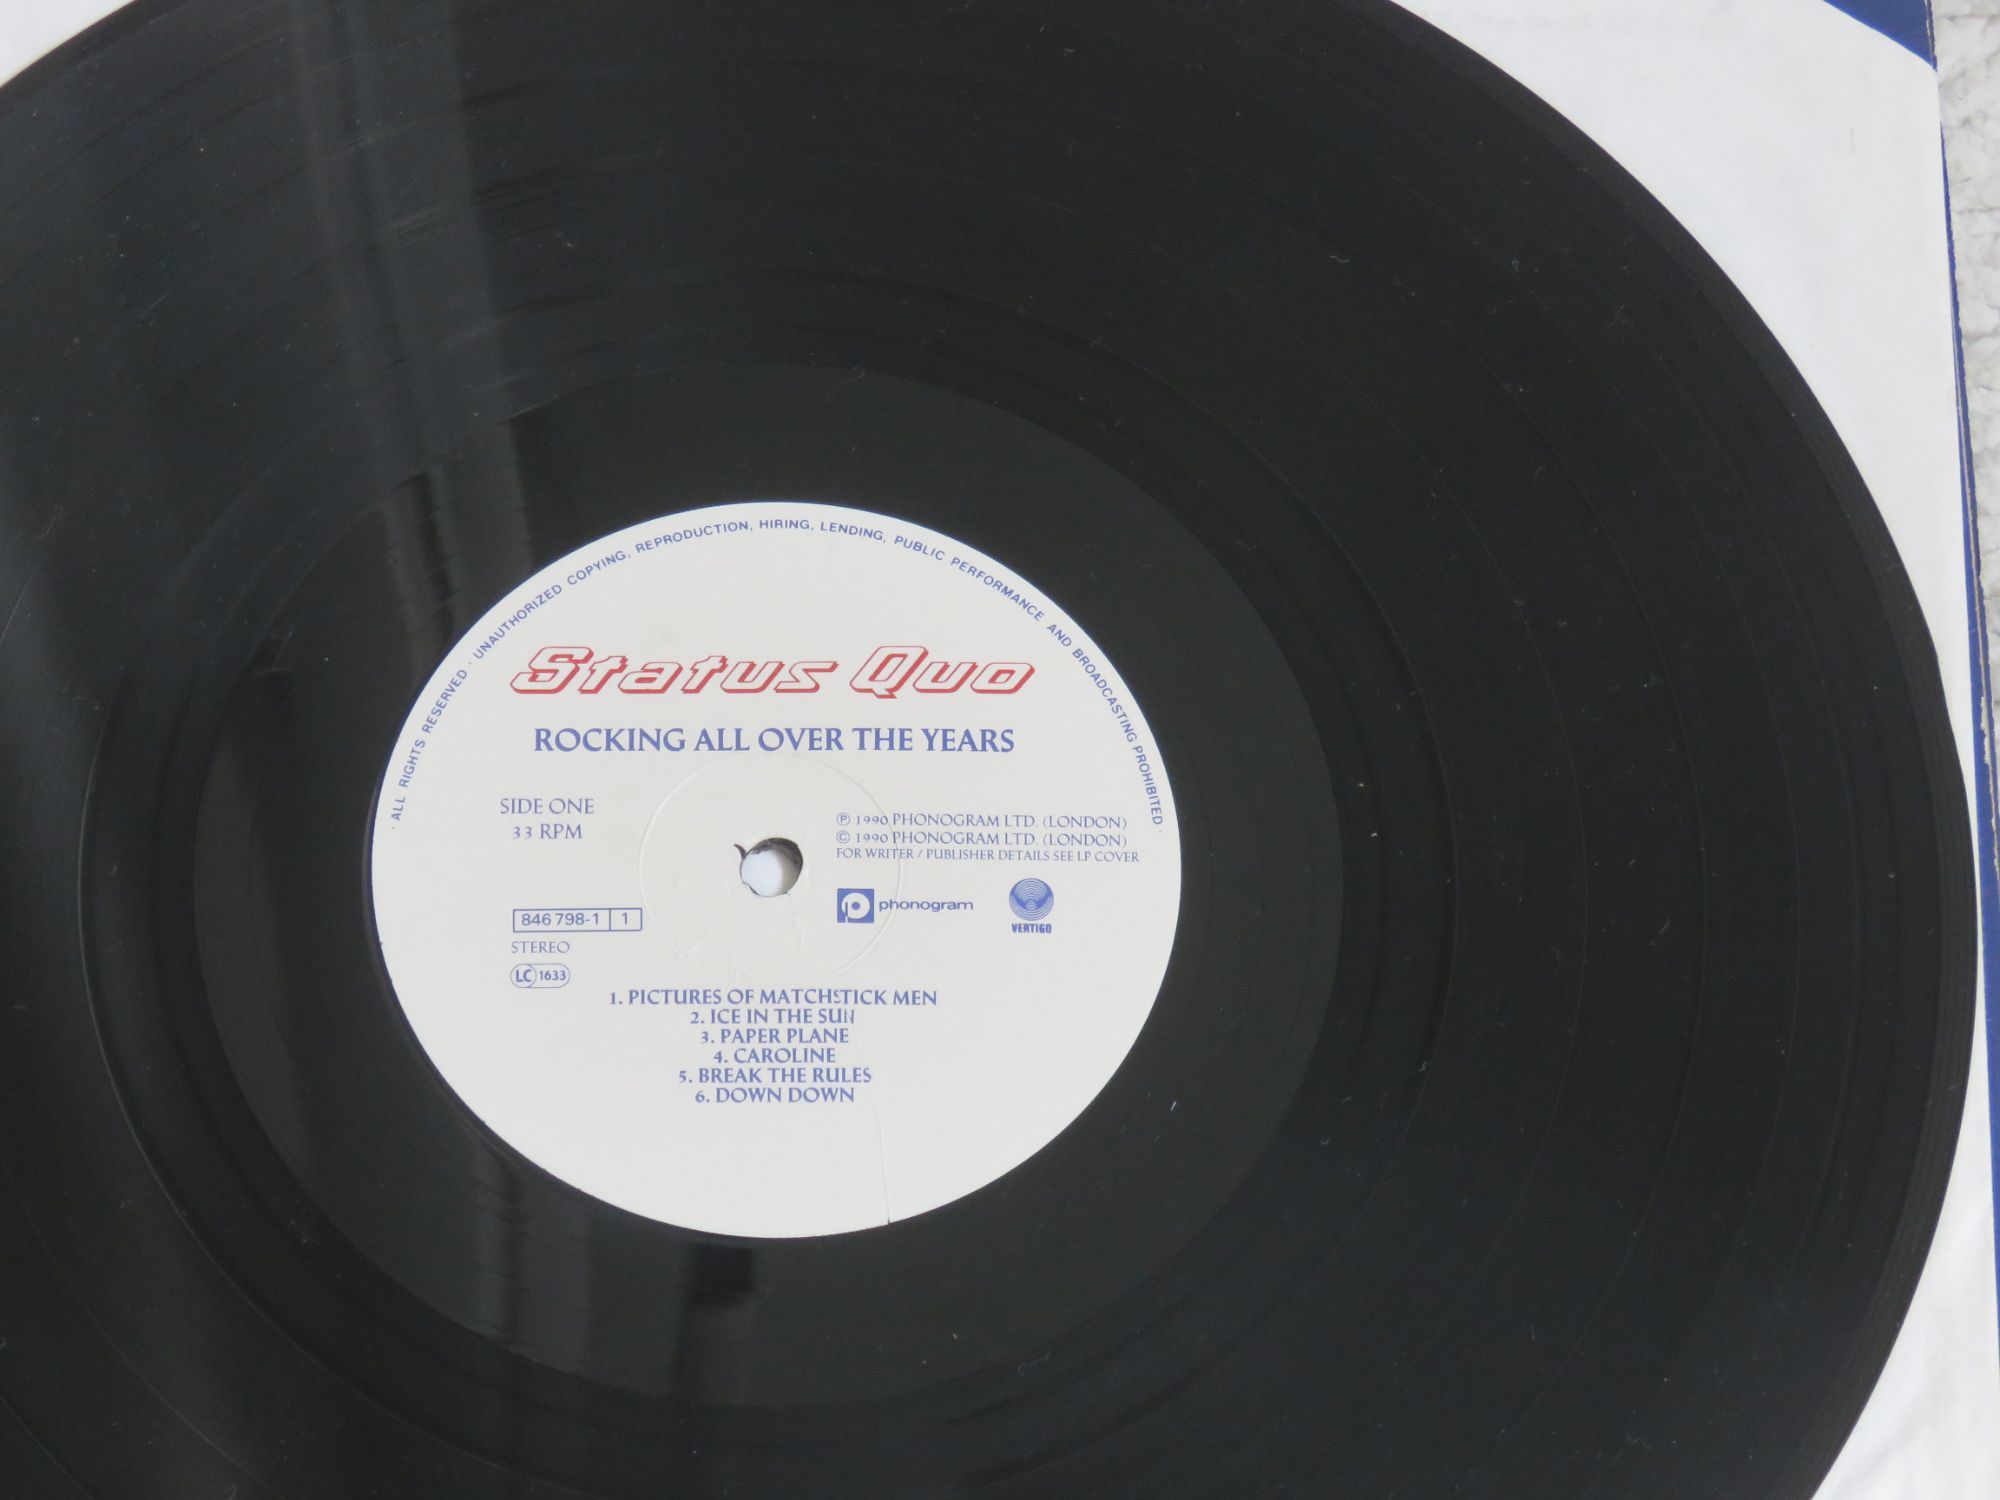 · ALL RIGHTS RESERVED · UNAUTHORIZED COPYING, REPRODUCTION, HIRING, LENDING, PUBLIC PERFORMANCE AND BROADCASTING PROHIBITED ·
Status Quo
ROCKING ALL OVER THE YEARS
SIDE ONE
33 RPM
℗ 1990 PHONOGRAM LTD. (LONDON)
© 1990 PHONOGRAM LTD. (LONDON)
FOR WRITER / PUBLISHER DETAILS SEE LP COVER
phonogram
VERTIGO
846 798-1 1
STEREO
LC 1633
1. PICTURES OF MATCHSTICK MEN
2. ICE IN THE SUN
3. PAPER PLANE
4. CAROLINE
5. BREAK THE RULES
6. DOWN DOWN